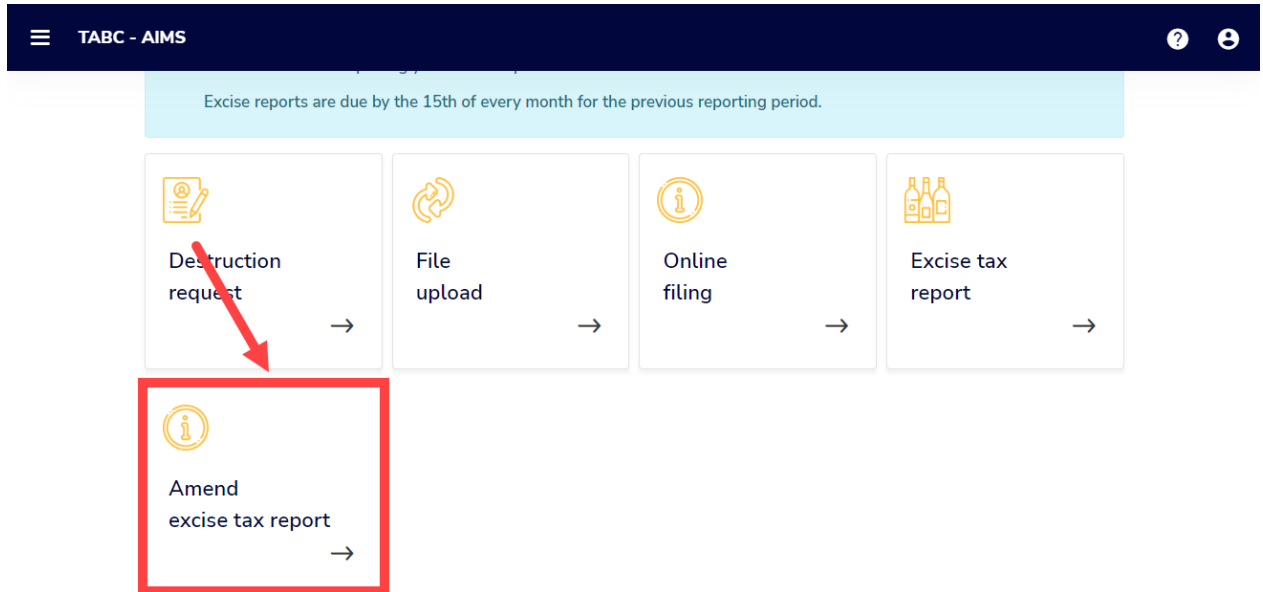 TABC - AIMS
Excise reports are due by the 15th of every month for the previous reporting period.
Destruction
request
File
upload
Online
filing
Excise tax
report
Amend
excise tax report